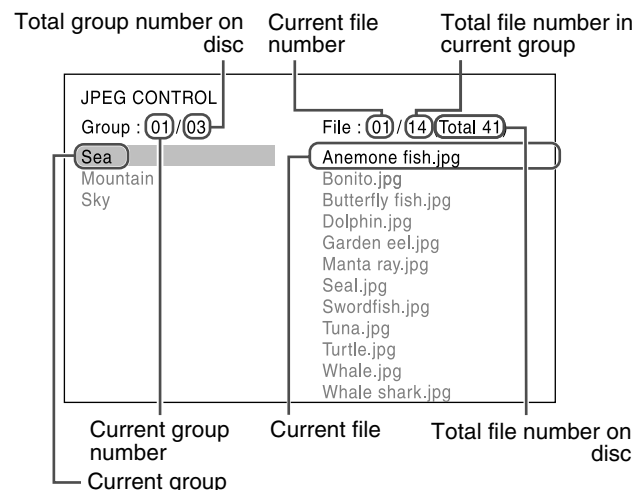 Total group number on
disc
Current file
number
Total file number in
current group
JPEG CONTROL
Group : 01/03
File : 01/14 Total 41
Sea
Mountain
Sky
Anemone fish.jpg
Bonito.jpg
Butterfly fish.jpg
Dolphin.jpg
Garden eel.jpg
Manta ray.jpg
Seal.jpg
Swordfish.jpg
Tuna.jpg
Turtle.jpg
Whale.jpg
Whale shark.jpg
Current group
number
Current file
Total file number on
disc
Current group